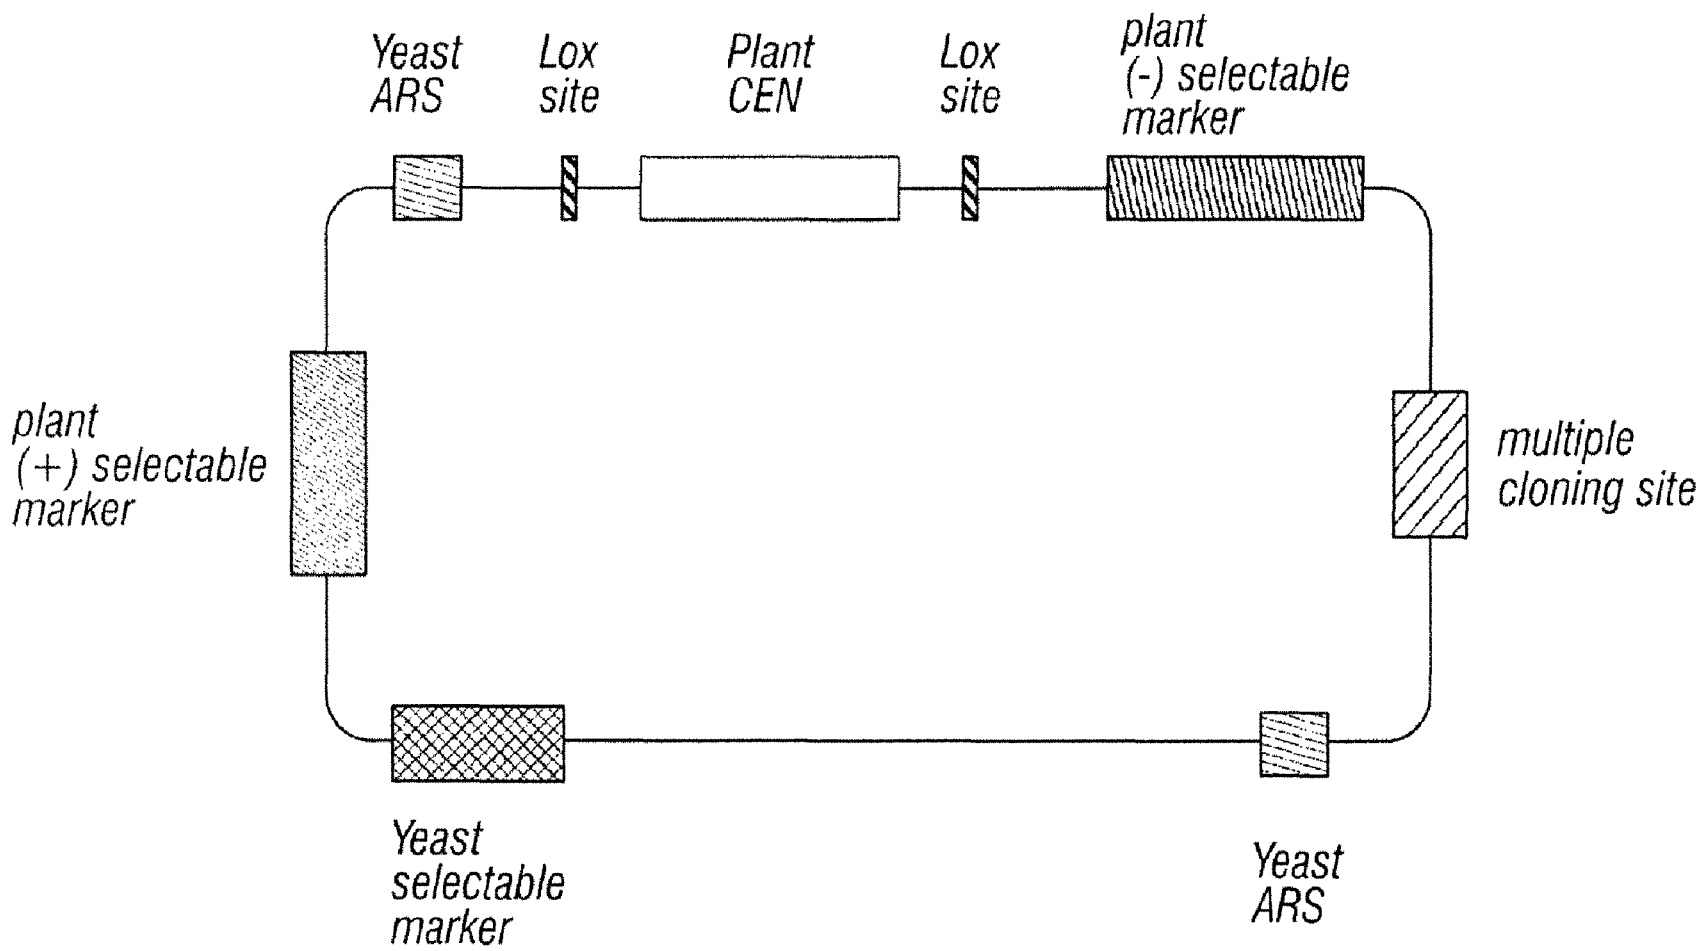 Yeast
ARS
Lox
site
Plant
CEN
Lox
site
plant
(-) selectable
marker
plant
(+) selectable
marker
multiple
cloning site
Yeast
selectable
marker
Yeast
ARS